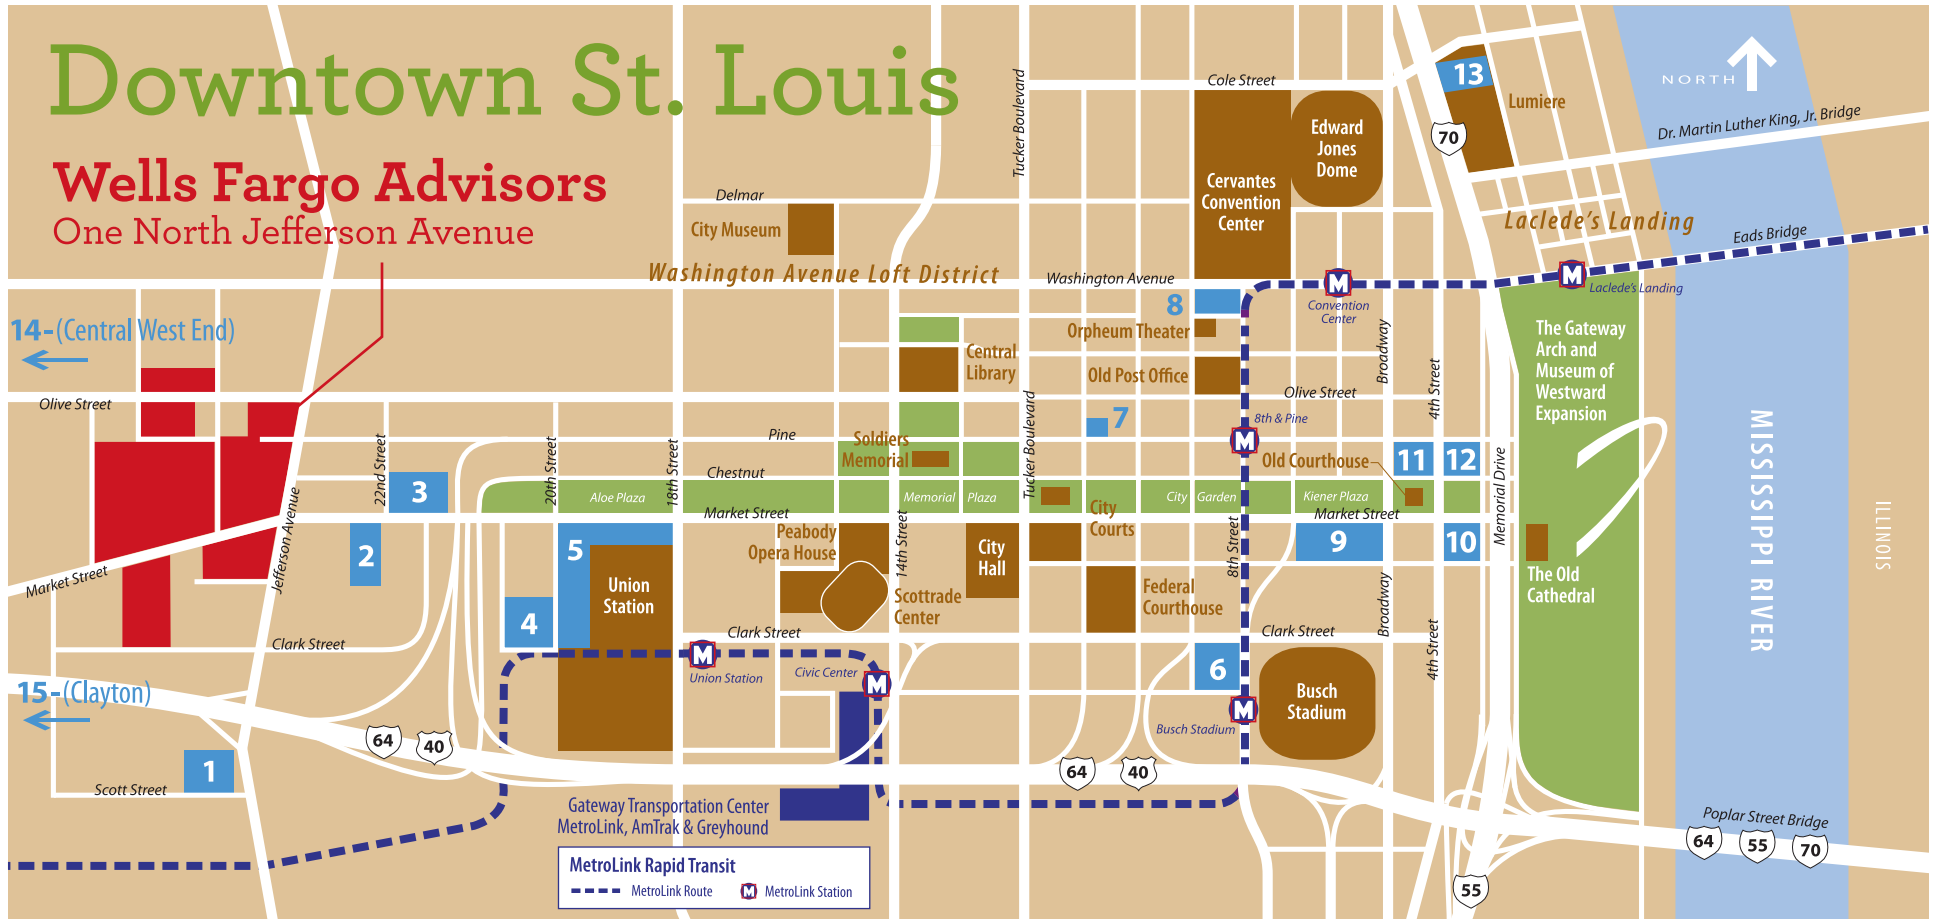 Downtown St. Louis
Wells Fargo Advisors
One North Jefferson Avenue
NORTH
Cole Street
Tucker Boulevard
13
Lumiere
70
Dr. Martin Luther King, Jr. Bridge
Edward
Jones
Dome
Cervantes
Convention
Center
Delmar
City Museum
Laclede's Landing
Eads Bridge
Washington Avenue Loft District
Washington Avenue
Laclede's Landing
Convention
Center
8
Orpheum Theater
14-(Central West End)
The Gateway
Arch and
Museum of
Westward
Expansion
Central
Library
Old Post Office
Broadway
4th Street
Olive Street
Olive Street
Tucker Boulevard
7
8th & Pine
Pine
Soldiers
Memorial
Old Courthouse
11
12
MISSISSIPPI RIVER
ILLINOIS
22nd Street
20th Street
18th Street
Chestnut
3
Aloe Plaza
Memorial Plaza
City Garden
Kiener Plaza
Memorial Drive
Market Street
Market Street
City
Courts
Jefferson Avenue
Peabody
Opera House
14th Street
City
Hall
8th Street
9
10
2
5
Union
Station
Market Street
The Old
Cathedral
Scottrade
Center
Federal
Courthouse
Broadway
4th Street
4
Clark Street
Clark Street
Clark Street
Union Station
Civic Center
6
Busch
Stadium
Busch Stadium
15-(Clayton)
64
40
64
40
1
Scott Street
Gateway Transportation Center
MetroLink, AmTrak & Greyhound
Poplar Street Bridge
64
55
70
55
MetroLink Rapid Transit
MetroLink Route
M MetroLink Station
M
M
M
M
M
M